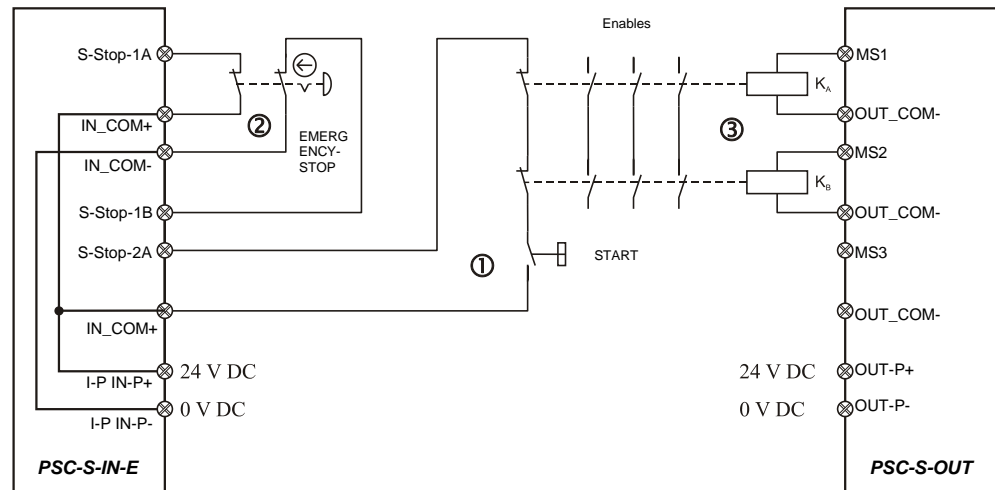 Enables
S-Stop-1A
IN_COM+
IN_COM-
S-Stop-1B
S-Stop-2A
IN_COM+
I-P IN-P+
I-P IN-P-
24 V DC
0 V DC
PSC-S-IN-E
②
EMERG
ENCY-
STOP
①
START
③
KA
KB
MS1
OUT_COM-
MS2
OUT_COM-
MS3
OUT_COM-
24 V DC
OUT-P+
0 V DC
OUT-P-
PSC-S-OUT